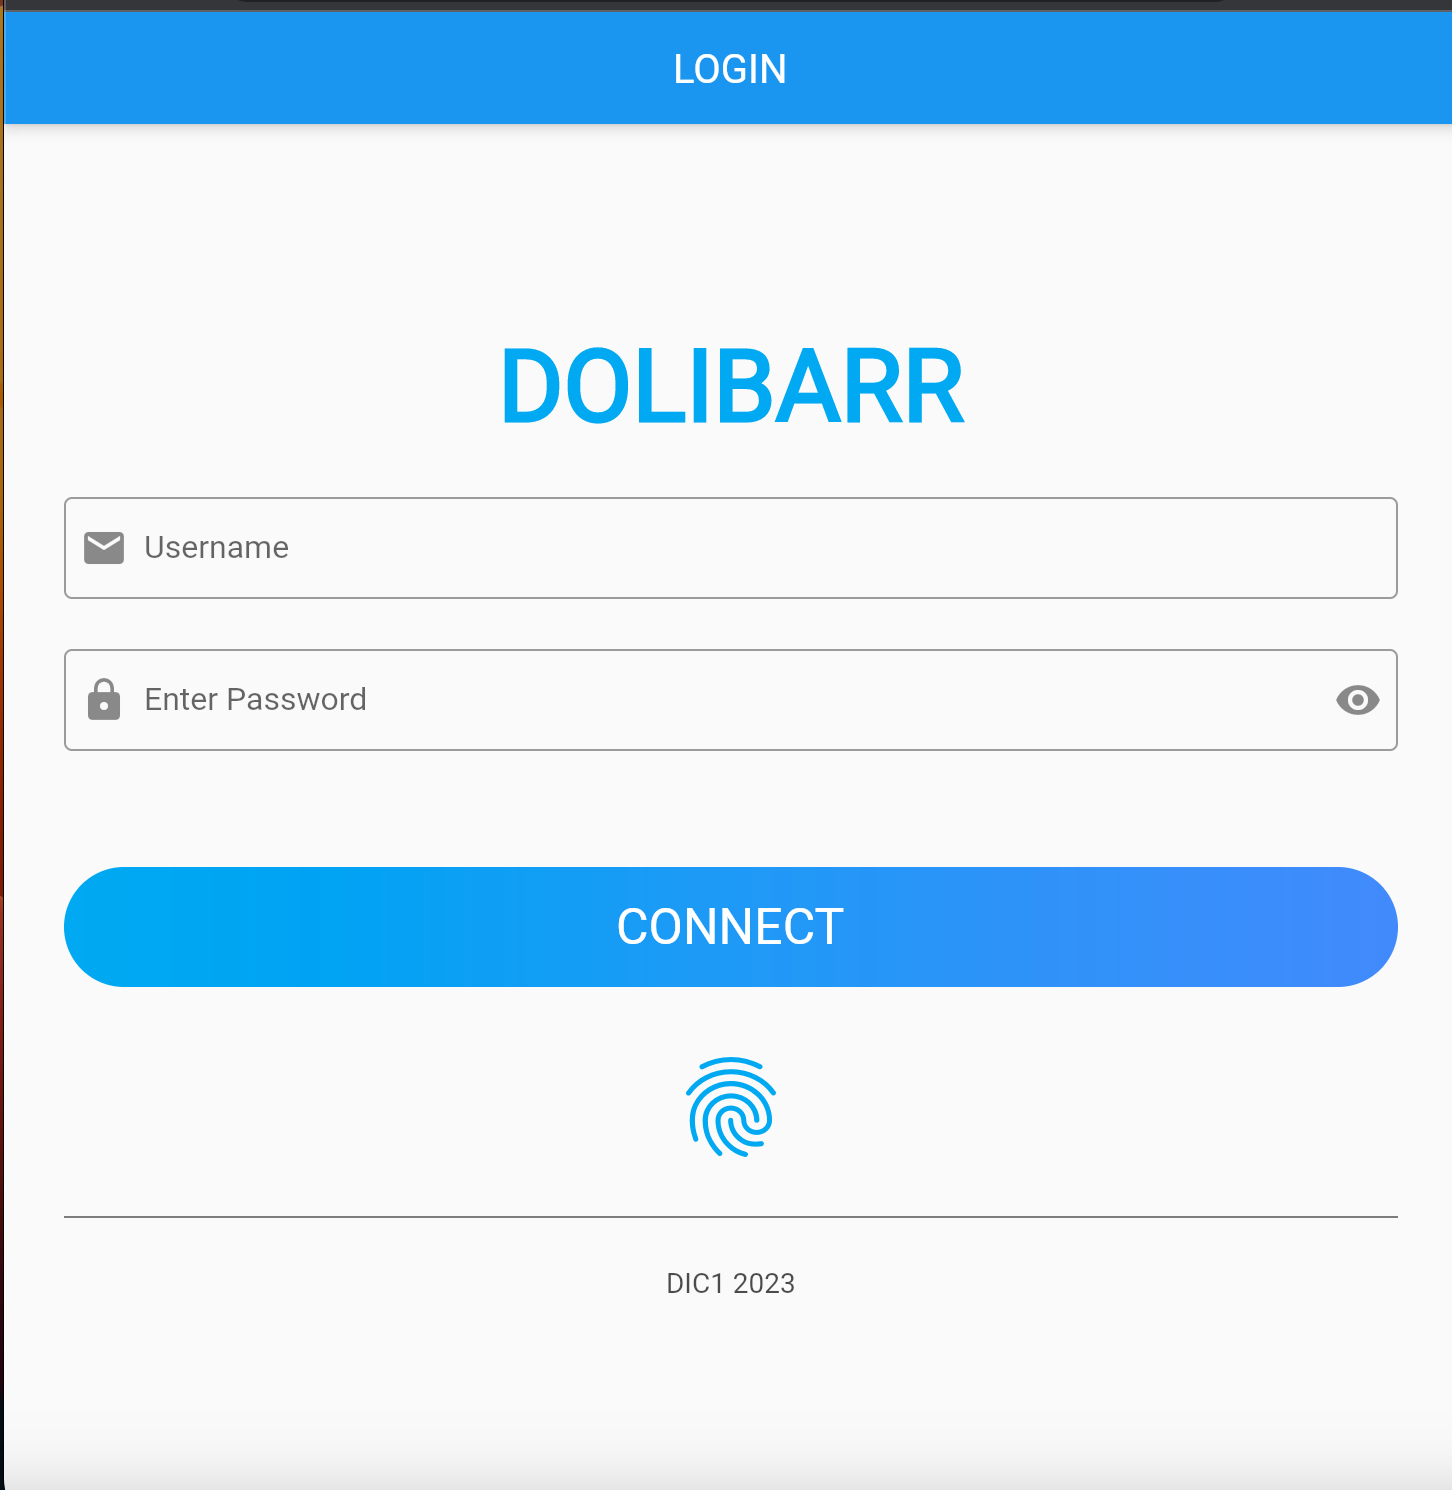 LOGIN
DOLIBARR
Username
Enter Password
CONNECT
DIC1 2023